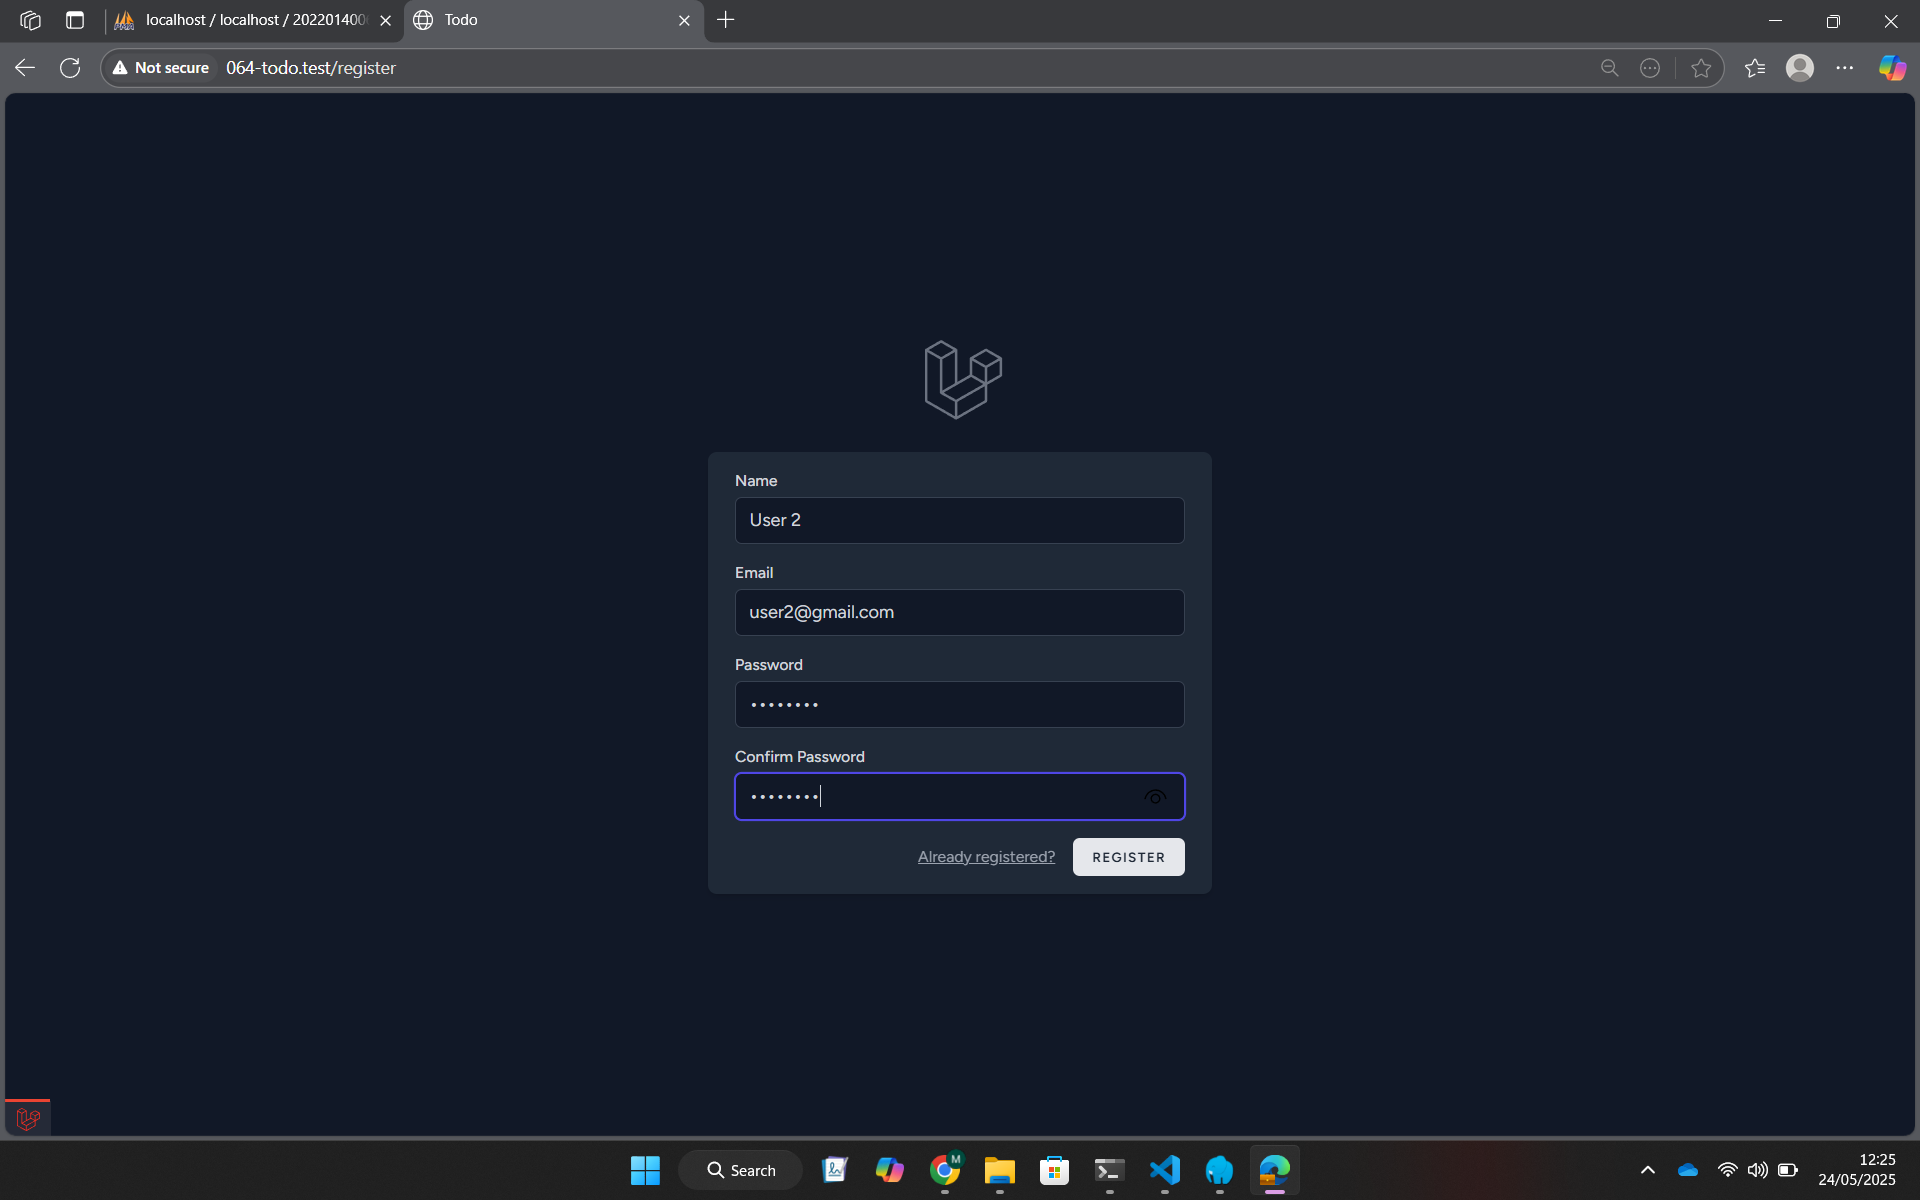 localhost / localhost / 20220140064
Todo
Not secure
064-todo.test/register
Name
User 2
Email
user2@gmail.com
Password
••••••••
Confirm Password
••••••••
Already registered?
REGISTER
Search
M
12:25
24/05/2025